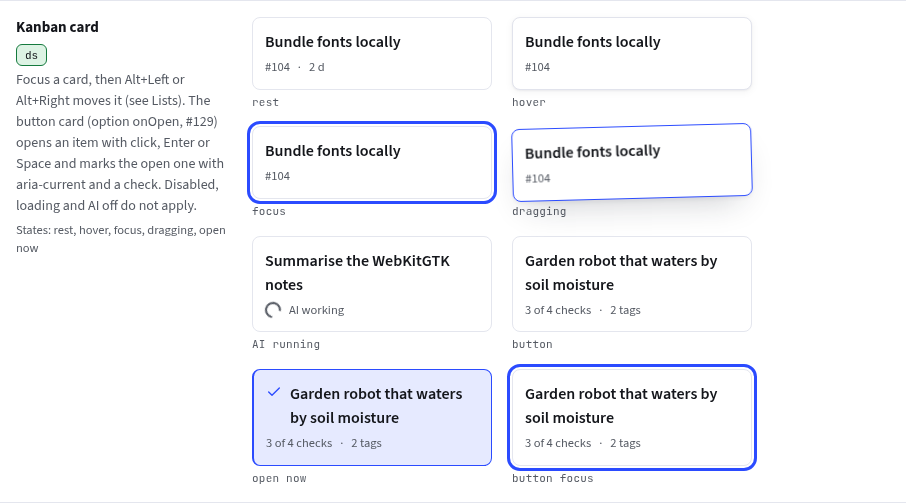 Kanban card
ds
Focus a card, then Alt+Left or
Alt+Right moves it (see Lists). The
button card (option onOpen, #129)
opens an item with click, Enter or
Space and marks the open one with
aria-current and a check. Disabled,
loading and AI off do not apply.
States: rest, hover, focus, dragging, open
now
Bundle fonts locally
#104 · 2 d
rest
Bundle fonts locally
#104
hover
Bundle fonts locally
#104
focus
Bundle fonts locally
#104
dragging
Summarise the WebKitGTK
notes
AI working
AI running
Garden robot that waters by
soil moisture
3 of 4 checks · 2 tags
button
Garden robot that waters
by soil moisture
3 of 4 checks · 2 tags
open now
Garden robot that waters by
soil moisture
3 of 4 checks · 2 tags
button focus